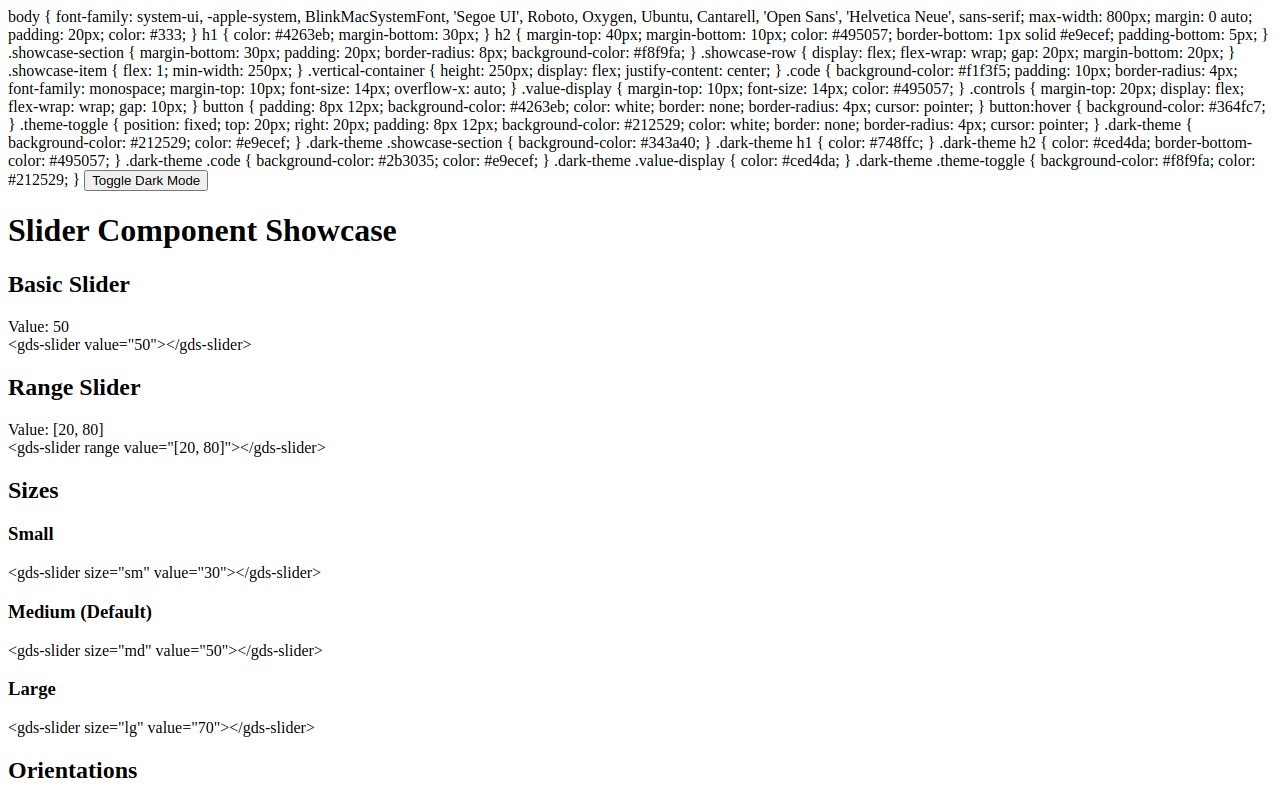 body { font-family: system-ui, -apple-system, BlinkMacSystemFont, 'Segoe UI', Roboto, Oxygen, Ubuntu, Cantarell, 'Open Sans', 'Helvetica Neue', sans-serif; max-width: 800px; margin: 0 auto;
padding: 20px; color: #333; } h1 { color: #4263eb; margin-bottom: 30px; } h2 { margin-top: 40px; margin-bottom: 10px; color: #495057; border-bottom: 1px solid #e9ecef; padding-bottom: 5px; }
.showcase-section { margin-bottom: 30px; padding: 20px; border-radius: 8px; background-color: #f8f9fa; } .showcase-row { display: flex; flex-wrap: wrap; gap: 20px; margin-bottom: 20px; }
.showcase-item { flex: 1; min-width: 250px; } .vertical-container { height: 250px; display: flex; justify-content: center; } .code { background-color: #f1f3f5; padding: 10px; border-radius: 4px;
font-family: monospace; margin-top: 10px; font-size: 14px; overflow-x: auto; } .value-display { margin-top: 10px; font-size: 14px; color: #495057; } .controls { margin-top: 20px; display: flex;
flex-wrap: wrap; gap: 10px; } button { padding: 8px 12px; background-color: #4263eb; color: white; border: none; border-radius: 4px; cursor: pointer; } button:hover { background-color: #364fc7;
} .theme-toggle { position: fixed; top: 20px; right: 20px; padding: 8px 12px; background-color: #212529; color: white; border: none; border-radius: 4px; cursor: pointer; } .dark-theme {
background-color: #212529; color: #e9ecef; } .dark-theme .showcase-section { background-color: #343a40; } .dark-theme h1 { color: #748ffc; } .dark-theme h2 { color: #ced4da; border-bottom-
color: #495057; } .dark-theme .code { background-color: #2b3035; color: #e9ecef; } .dark-theme .value-display { color: #ced4da; } .dark-theme .theme-toggle { background-color: #f8f9fa; color:
#212529; } Toggle Dark Mode
Slider Component Showcase
Basic Slider
Value: 50
<gds-slider value="50"></gds-slider>
Range Slider
Value: [20, 80]
<gds-slider range value="[20, 80]"></gds-slider>
Sizes
Small
<gds-slider size="sm" value="30"></gds-slider>
Medium (Default)
<gds-slider size="md" value="50"></gds-slider>
Large
<gds-slider size="lg" value="70"></gds-slider>
Orientations